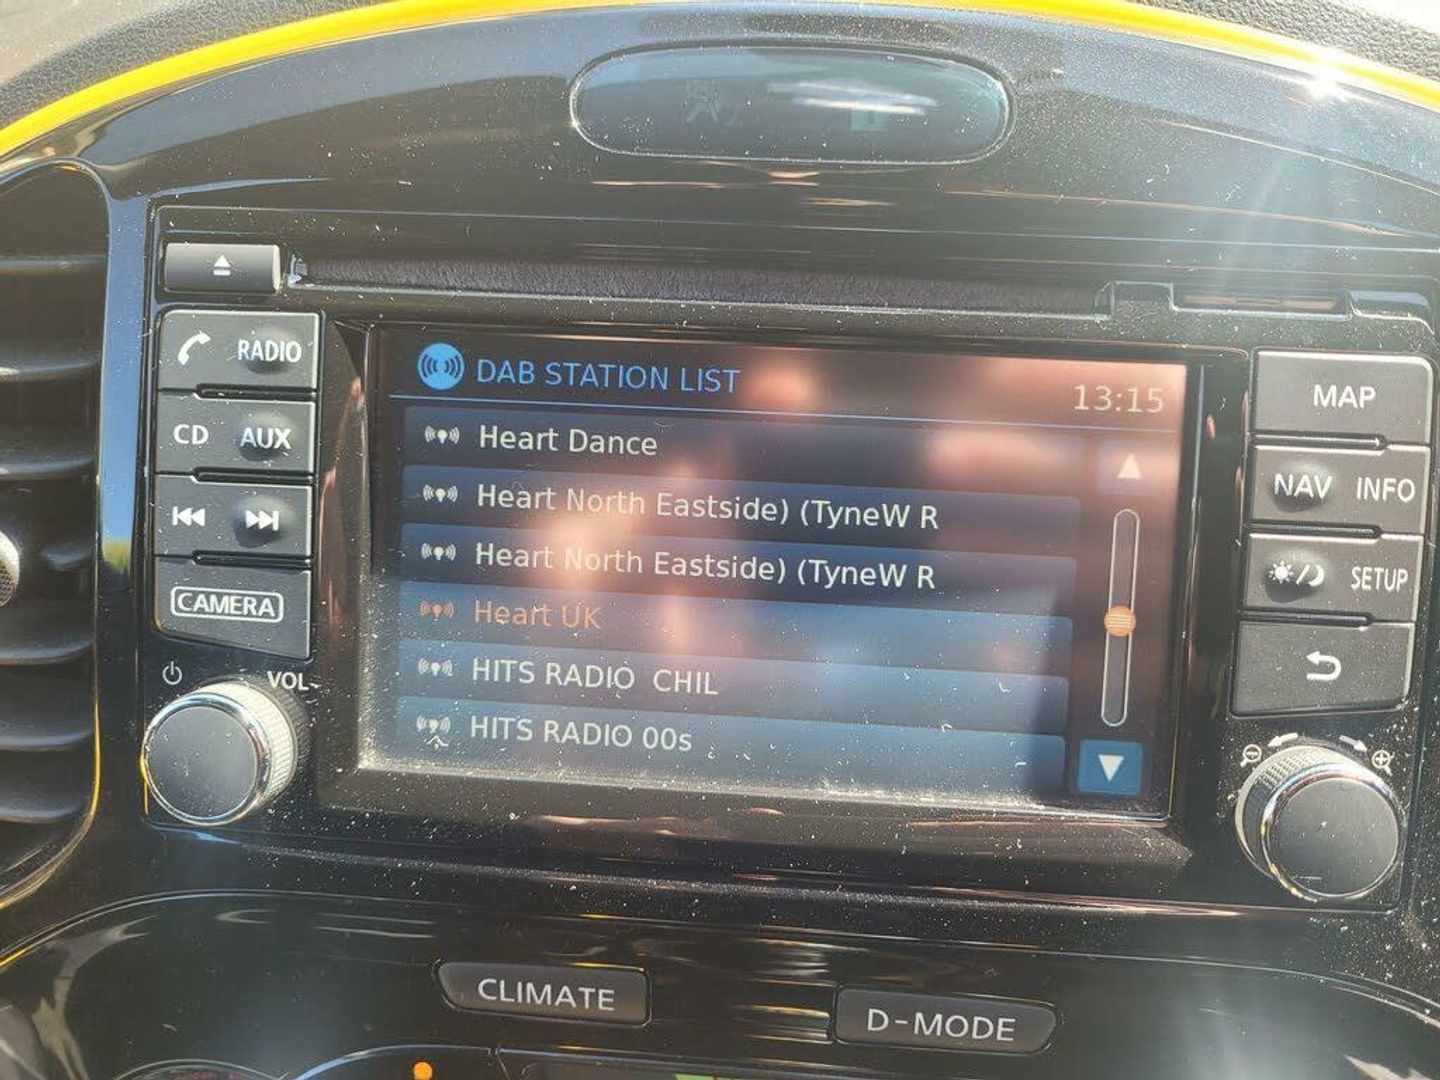 RADIO
CD AUX
CAMERA
VOL
DAB STATION LIST
13:15
Heart Dance
Heart North Eastside) (TyneW R
Heart North Eastside) (TyneW R
Heart UK
HITS RADIO CHIL
HITS RADIO 00s
MAP
NAV INFO
SETUP
CLIMATE
D-MODE